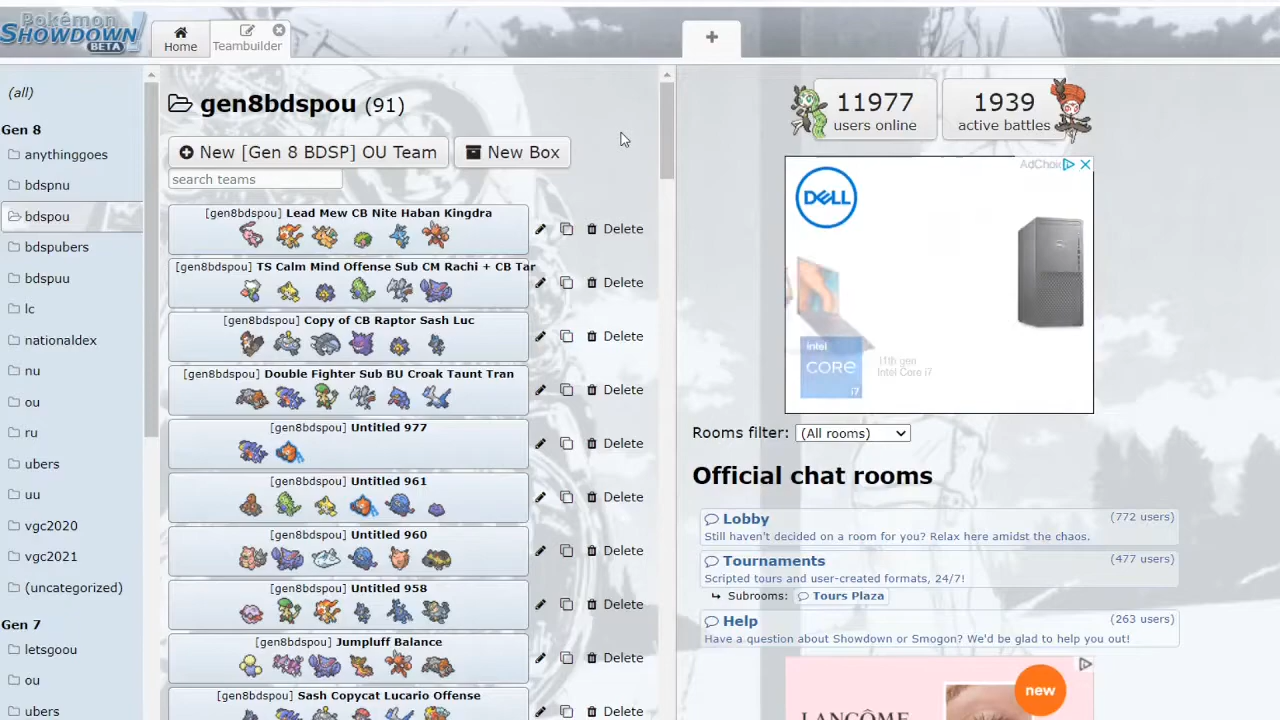 Pokémon
Showdown!
BETA
Home
Teambuilder
+
(all)
Gen 8
anythinggoes
bdspnu
bdspou
bdspubers
bdspuu
lc
nationaldex
nu
ou
ru
ubers
uu
vgc2020
vgc2021
(uncategorized)
Gen 7
letsgoou
ou
ubers
gen8bdspou (91)
New [Gen 8 BDSP] OU Team
New Box
search teams
[gen8bdspou] Lead Mew CB Nite Haban Kingdra
Delete
[gen8bdspou] TS Calm Mind Offense Sub CM Rachi + CB Tar
Delete
[gen8bdspou] Copy of CB Raptor Sash Luc
Delete
[gen8bdspou] Double Fighter Sub BU Croak Taunt Tran
Delete
[gen8bdspou] Untitled 977
Delete
[gen8bdspou] Untitled 961
Delete
[gen8bdspou] Untitled 960
Delete
[gen8bdspou] Untitled 958
Delete
[gen8bdspou] Jumpluff Balance
Delete
[gen8bdspou] Sash Copycat Lucario Offense
Delete
11977
users online
1939
active battles
AdChoic
DELL
intel
CORE
i7
11th gen
Intel Core i7
Rooms filter: (All rooms)
Official chat rooms
Lobby (772 users)
Still haven't decided on a room for you? Relax here amidst the chaos.
Tournaments (477 users)
Scripted tours and user-created formats, 24/7!
↳ Subrooms: Tours Plaza
Help (263 users)
Have a question about Showdown or Smogon? We'd be glad to help you out!
LANCÔME
new